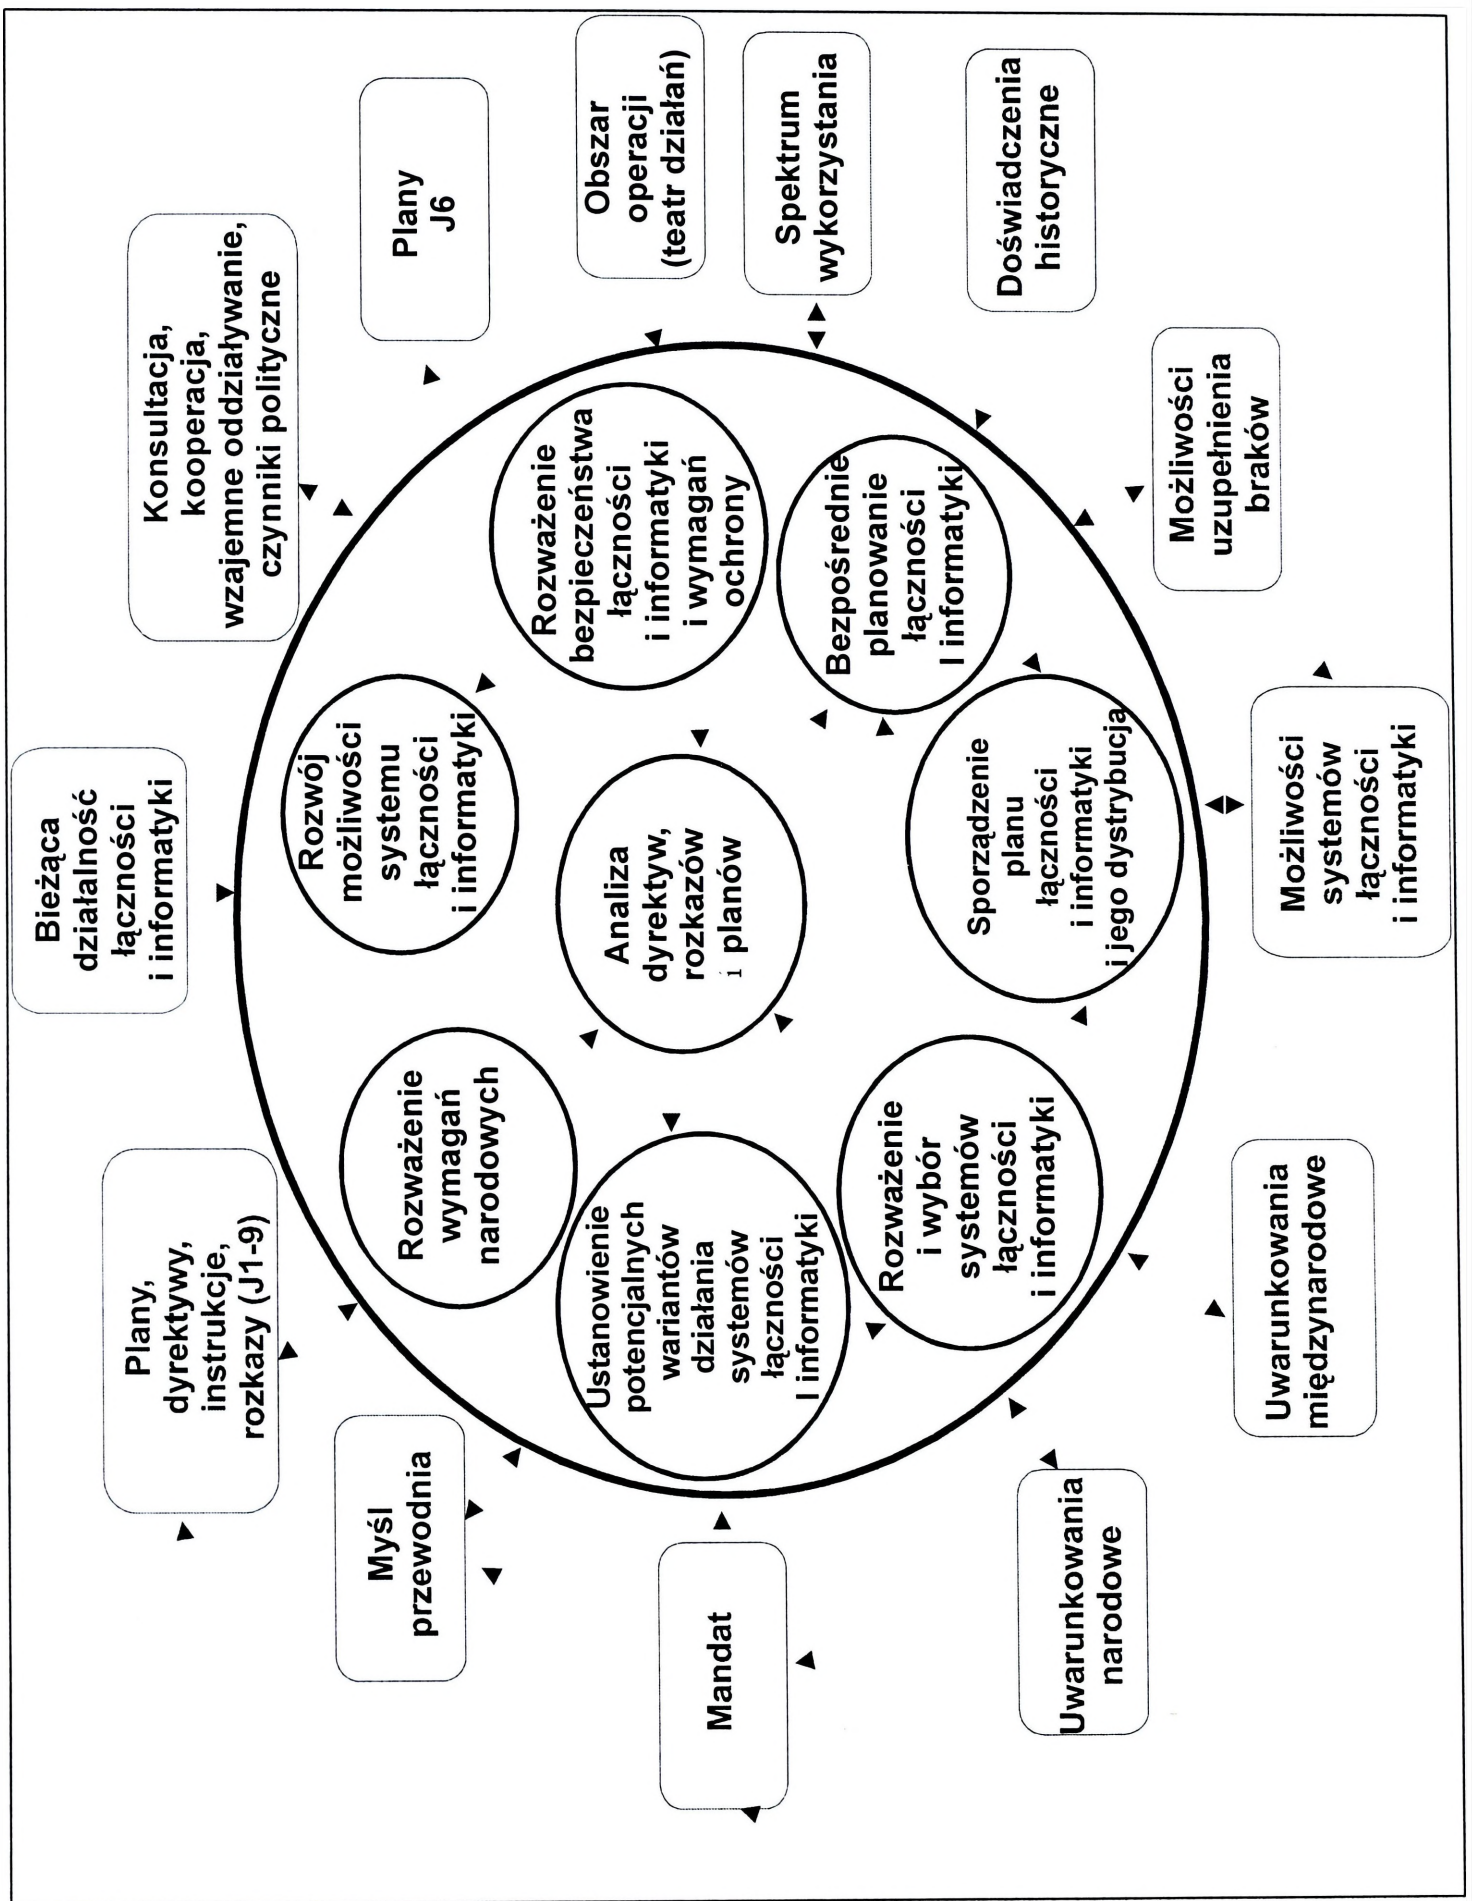 Bieżąca
działalność
łączności
i informatyki
Plany,
dyrektywy,
instrukcje,
rozkazy (J1-9)
Konsultacja,
kooperacja,
wzajemne oddziaływanie,
czynniki polityczne
Myśl
przewodnia
Plany
J6
Rozważenie
wymagań
narodowych
Rozwój
możliwości
systemu
łączności
i informatyki
Rozważenie
bezpieczeństwa
łączności
i informatyki
i wymagań
ochrony
Ustanowienie
potencjalnych
wariantów
działania
systemów
łączności
I informatyki
Analiza
dyrektyw,
rozkazów
i planów
Obszar
operacji
(teatr działań)
Mandat
Spektrum
wykorzystania
Bezpośrednie
planowanie
łączności
I informatyki
Rozważenie
i wybór
systemów
łączności
i informatyki
Sporządzenie
planu
łączności
i informatyki
i jego dystrybucja
Doświadczenia
historyczne
Uwarunkowania
narodowe
Możliwości
uzupełnienia
braków
Uwarunkowania
międzynarodowe
Możliwości
systemów
łączności
i informatyki